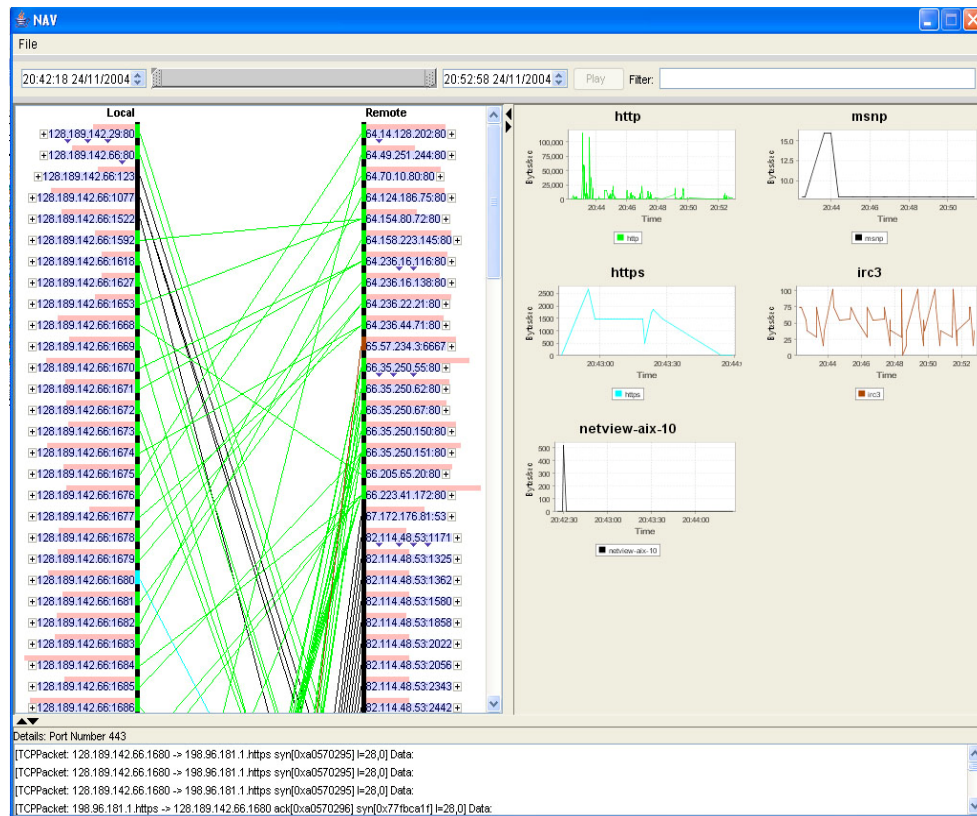 NAV
File
20:42:18 24/11/2004
20:52:58 24/11/2004
Play
Filter:
Local
Remote
128.189.142.29:80
128.189.142.66:80
128.189.142.66:123
128.189.142.66:1077
128.189.142.66:1522
128.189.142.66:1592
128.189.142.66:1618
128.189.142.66:1627
128.189.142.66:1653
128.189.142.66:1668
128.189.142.66:1669
128.189.142.66:1670
128.189.142.66:1671
128.189.142.66:1672
128.189.142.66:1673
128.189.142.66:1674
128.189.142.66:1675
128.189.142.66:1676
128.189.142.66:1677
128.189.142.66:1678
128.189.142.66:1679
128.189.142.66:1680
128.189.142.66:1681
128.189.142.66:1682
128.189.142.66:1683
128.189.142.66:1684
128.189.142.66:1685
128.189.142.66:1686
64.14.128.202:80
64.49.251.244:80
64.70.10.80:80
64.124.186.75:80
64.154.80.72:80
64.158.223.145:80
64.236.16.116:80
64.236.16.138:80
64.236.22.21:80
64.236.44.71:80
65.57.234.3:6667
66.35.250.55:80
66.35.250.62:80
66.35.250.67:80
66.35.250.150:80
66.35.250.151:80
66.205.65.20:80
66.223.41.172:80
67.172.176.81:53
82.114.48.53:1171
82.114.48.53:1325
82.114.48.53:1362
82.114.48.53:1580
82.114.48.53:1858
82.114.48.53:2022
82.114.48.53:2056
82.114.48.53:2343
82.114.48.53:2442
http
Bytes/sec
100,000
75,000
50,000
25,000
0
20:44 20:46 20:48 20:50 20:52
Time
http
msnp
Bytes/sec
15.0
12.5
10.0
20:44 20:46 20:48 20:50
Time
msnp
https
Bytes/sec
2500
2000
1500
1000
500
0
20:43:00 20:43:30 20:44:
Time
https
irc3
Bytes/sec
100
75
50
25
0
20:44 20:46 20:48 20:50 20:52
Time
irc3
netview-aix-10
Bytes/sec
500
400
300
200
100
0
20:42:30 20:43:00 20:43:30 20:44:00
Time
netview-aix-10
Details: Port Number 443
[TCPPacket: 128.189.142.66.1680 -> 198.96.181.1.https syn[0xa0570295] l=28,0] Data:
[TCPPacket: 128.189.142.66.1680 -> 198.96.181.1.https syn[0xa0570295] l=28,0] Data:
[TCPPacket: 128.189.142.66.1680 -> 198.96.181.1.https syn[0xa0570295] l=28,0] Data:
[TCPPacket: 198.96.181.1.https -> 128.189.142.66.1680 ack[0xa0570296] syn[0x77fbca1f] l=28,0] Data: